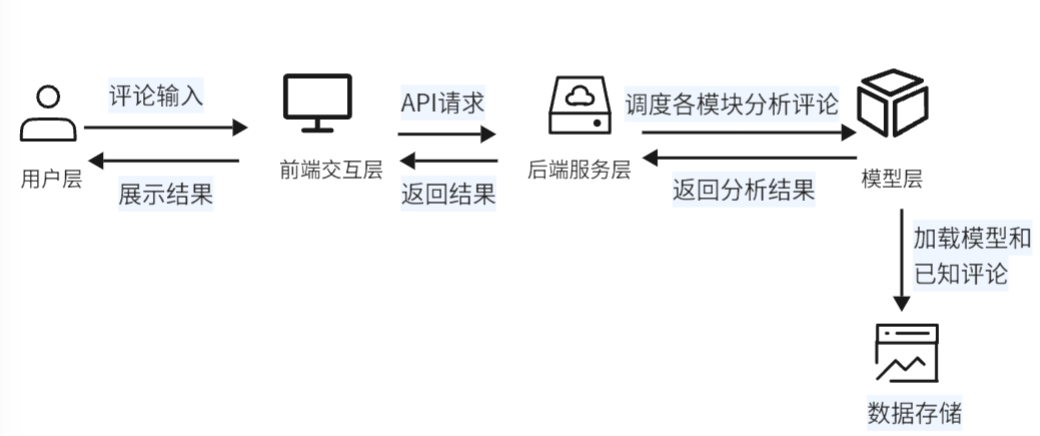 评论输入
API请求
调度各模块分析评论
用户层
前端交互层
后端服务层
模型层
展示结果
返回结果
返回分析结果
加载模型和
已知评论
数据存储